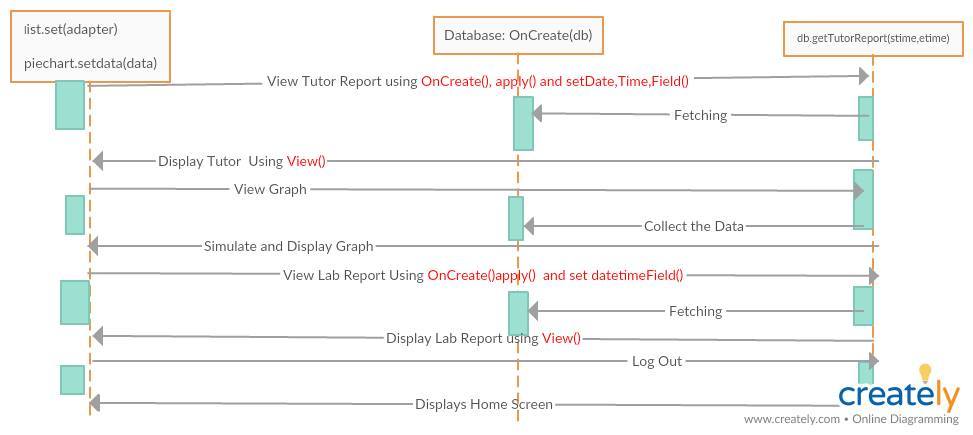 list.set(adapter)
piechart.setdata(data)
Database: OnCreate(db)
db.getTutorReport(stime,etime)
View Tutor Report using OnCreate(), apply() and setDate,Time,Field()
Fetching
Display Tutor Using View()
View Graph
Collect the Data
Simulate and Display Graph
View Lab Report Using OnCreate()apply() and set datetimeField()
Fetching
Display Lab Report using View()
Log Out
Displays Home Screen
creately
www.creately.com • Online Diagramming